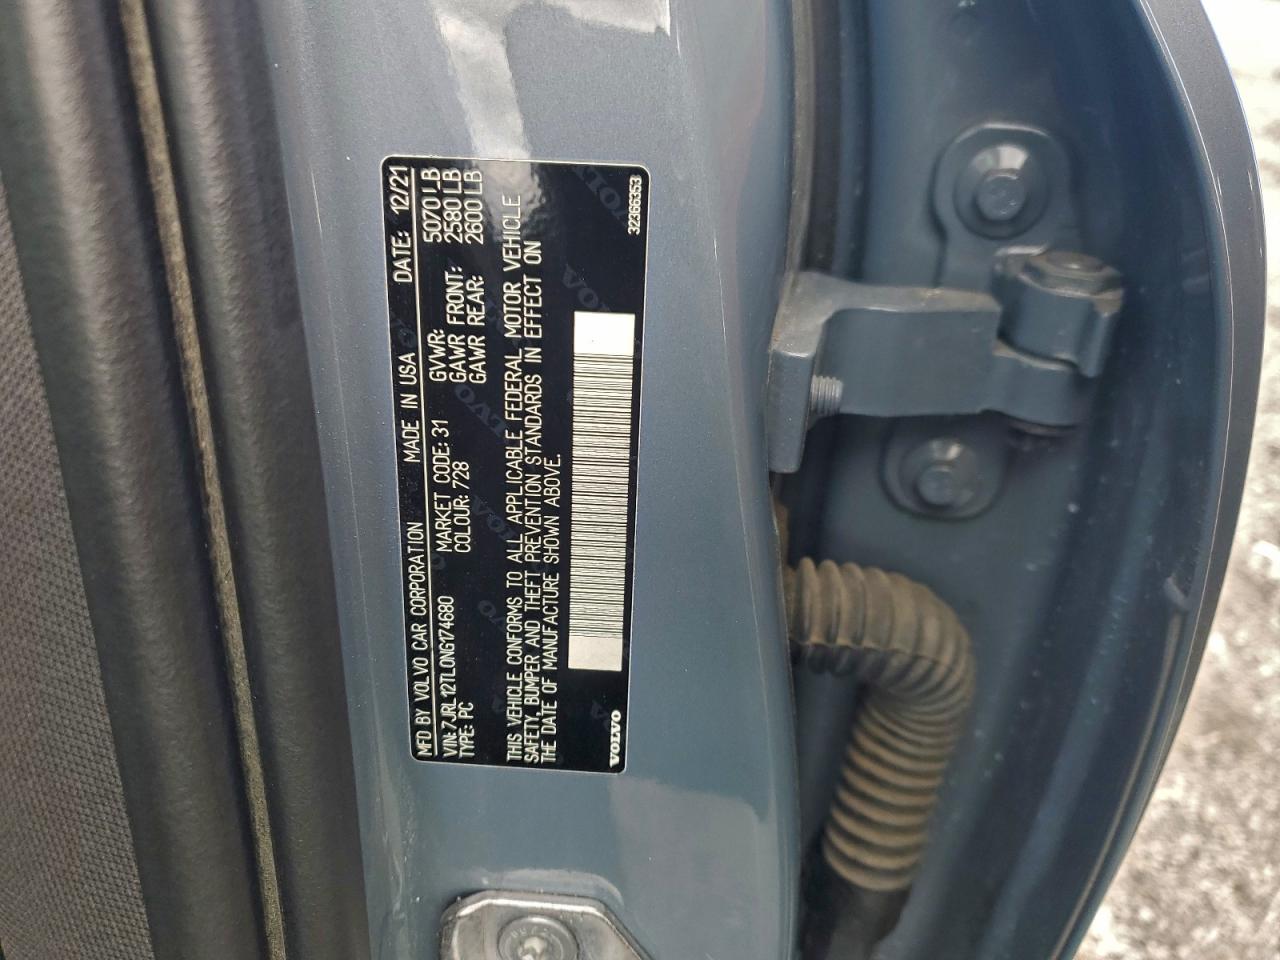 MFD BY VOLVO CAR CORPORATION MADE IN USA DATE: 12/21
VIN: 7JRL12TL0NG174680 MARKET CODE: 31 GVWR: 5070 LB
TYPE: PC COLOUR: 728 GAWR FRONT: 2580 LB
GAWR REAR: 2600 LB
THIS VEHICLE CONFORMS TO ALL APPLICABLE FEDERAL MOTOR VEHICLE
SAFETY, BUMPER AND THEFT PREVENTION STANDARDS IN EFFECT ON
THE DATE OF MANUFACTURE SHOWN ABOVE.
VOLVO
32366353